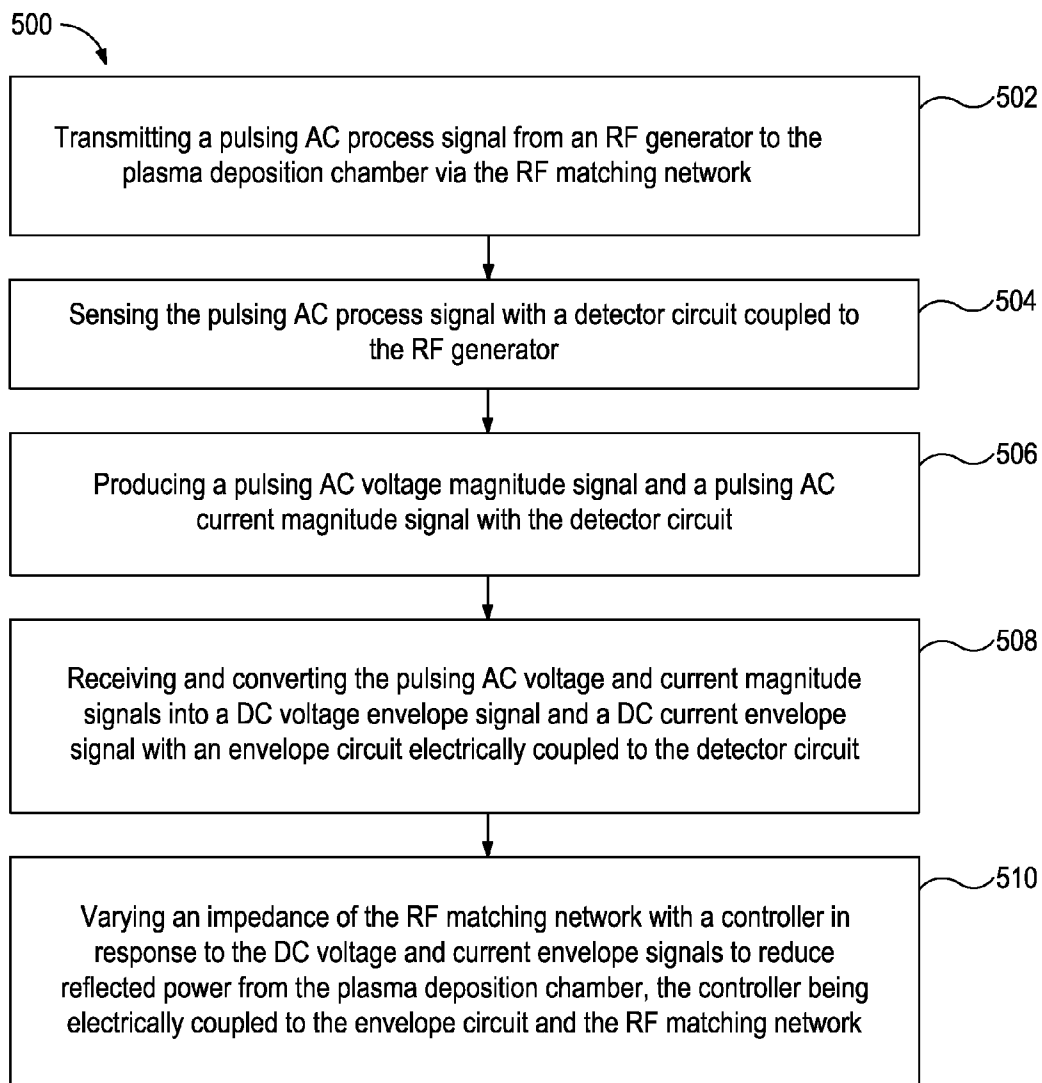 500
502
Transmitting a pulsing AC process signal from an RF generator to the
plasma deposition chamber via the RF matching network
504
Sensing the pulsing AC process signal with a detector circuit coupled to
the RF generator
506
Producing a pulsing AC voltage magnitude signal and a pulsing AC
current magnitude signal with the detector circuit
508
Receiving and converting the pulsing AC voltage and current magnitude
signals into a DC voltage envelope signal and a DC current envelope
signal with an envelope circuit electrically coupled to the detector circuit
510
Varying an impedance of the RF matching network with a controller in
response to the DC voltage and current envelope signals to reduce
reflected power from the plasma deposition chamber, the controller being
electrically coupled to the envelope circuit and the RF matching network